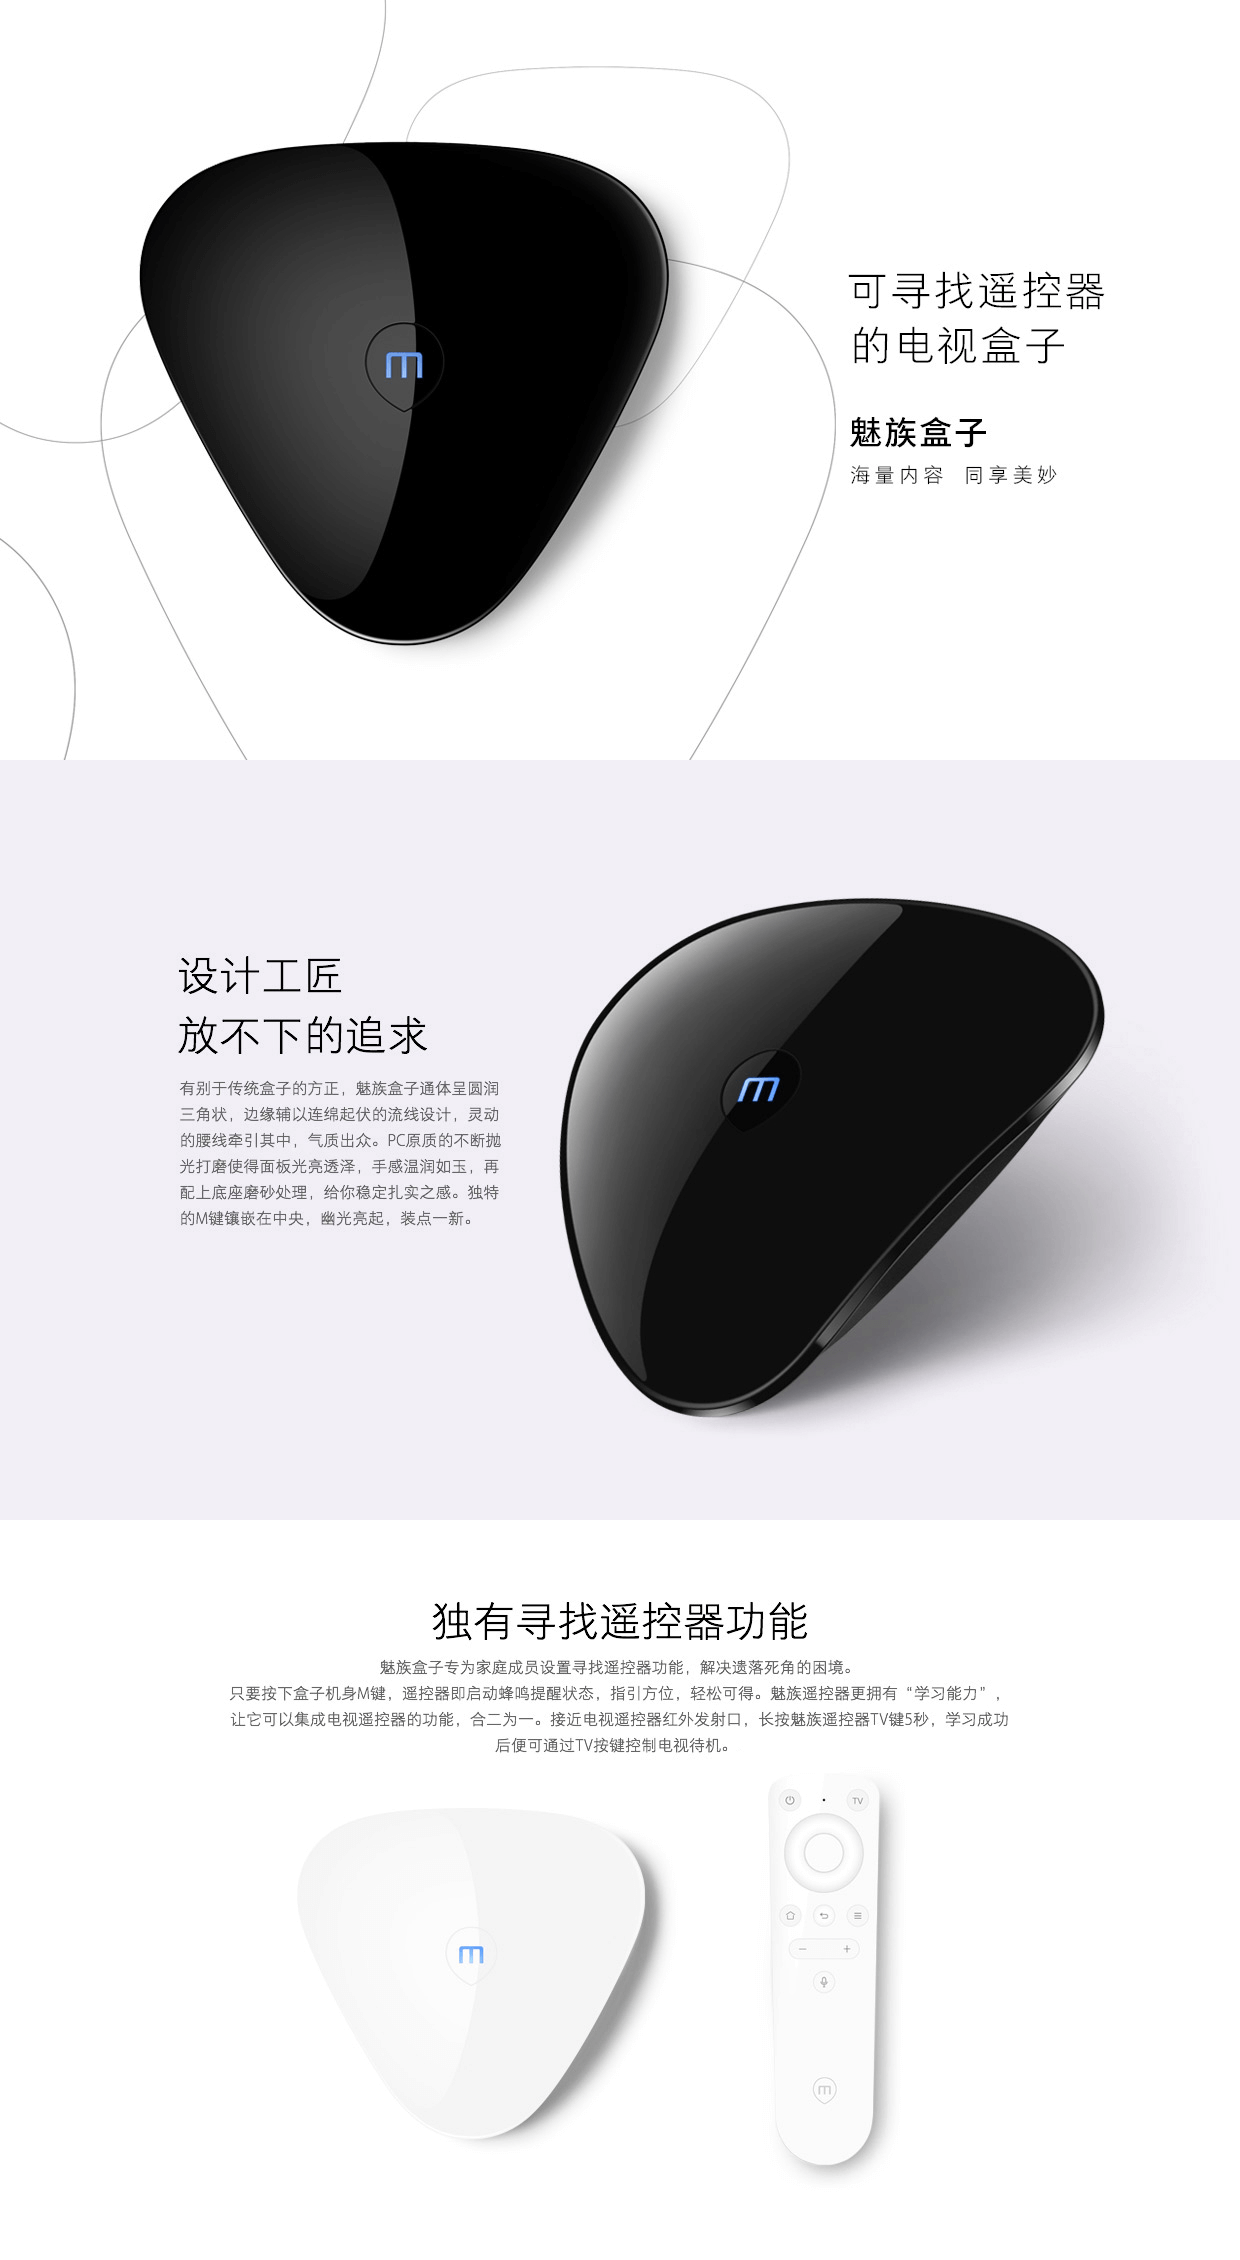 m
可寻找遥控器
的电视盒子
魅族盒子
海量内容 同享美妙
设计工匠
放不下的追求
有别于传统盒子的方正，魅族盒子通体呈圆润
三角状，边缘辅以连绵起伏的流线设计，灵动
的腰线牵引其中，气质出众。PC原质的不断抛
光打磨使得面板光亮透泽，手感温润如玉，再
配上底座磨砂处理，给你稳定扎实之感。独特
的M键镶嵌在中央，幽光亮起，装点一新。
m
独有寻找遥控器功能
魅族盒子专为家庭成员设置寻找遥控器功能，解决遗落死角的困境。
只要按下盒子机身M键，遥控器即启动蜂鸣提醒状态，指引方位，轻松可得。魅族遥控器更拥有“学习能力”，
让它可以集成电视遥控器的功能，合二为一。接近电视遥控器红外发射口，长按魅族遥控器TV键5秒，学习成功
后便可通过TV按键控制电视待机。
TV
m
− +
m